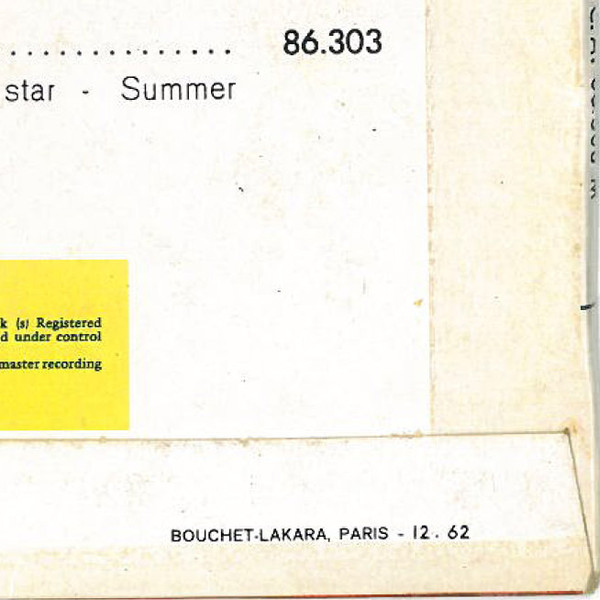 .............. 86.303
star - Summer
k (s) Registered
d under control
master recording
BOUCHET-LAKARA, PARIS - 12. 62